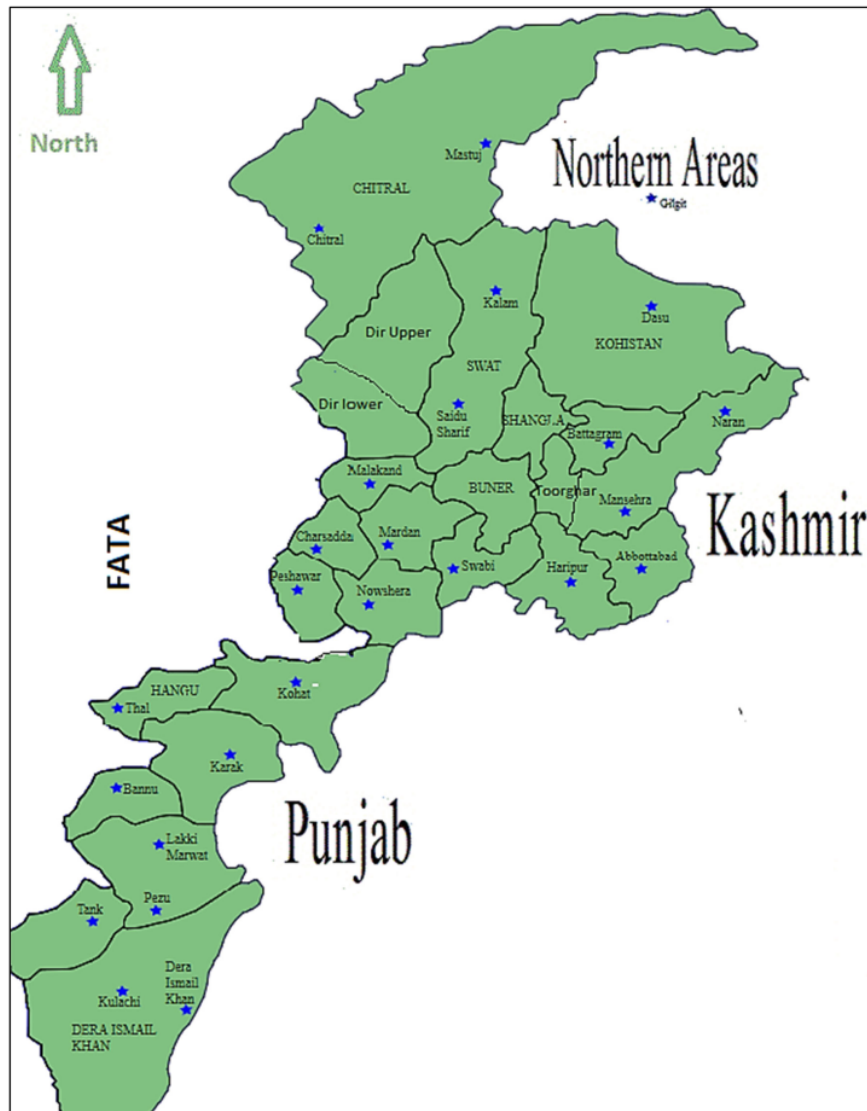 North
Mastuj
Northern Areas
CHITRAL
Gilgit
Chitral
Kalam
Dasu
Dir Upper
KOHISTAN
SWAT
Dir lower
Saidu
Sharif
SHANGLA
Naran
Battagram
Malakand
BUNER
Toorghar
Mansehra
Kashmir
Charsadda
Mardan
Abbottabad
FATA
Peshawar
Swabi
Haripur
Nowshera
HANGU
Kohat
Thal
Karak
Bannu
Punjab
Lakki
Marwat
Pezu
Tank
Dera
Ismail
Khan
Kulachi
DERA ISMAIL
KHAN